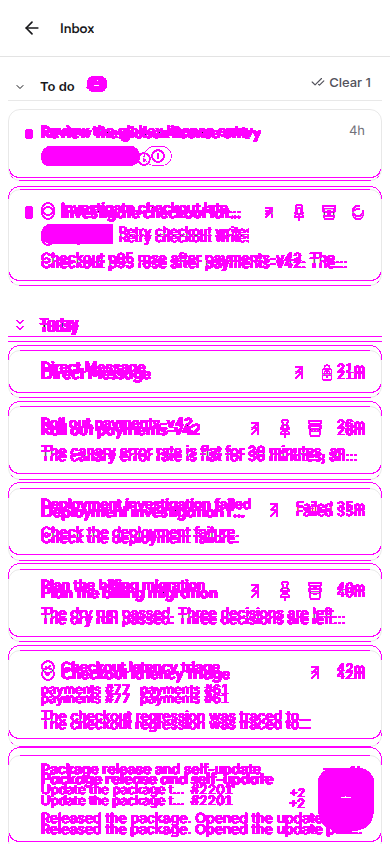 Inbox
To do
Clear 1
4h
Investigate checkout
Retry checkout write
Checkout p95 rose after payments-v42. The...
Today
Direct Message 21m
Roll out payments-v42
The canary error rate is flat for 30 minutes, an...
Deployment investigation failed Failed 35m
Check the deployment failure.
Plan the billing migration 40m
The dry run passed. Three decisions are left...
Checkout latency triage 42m
payments #77 payments #81
The checkout regression was traced to...
Package release and self-update
Update the package t... #2201 +2
Released the package. Opened the update